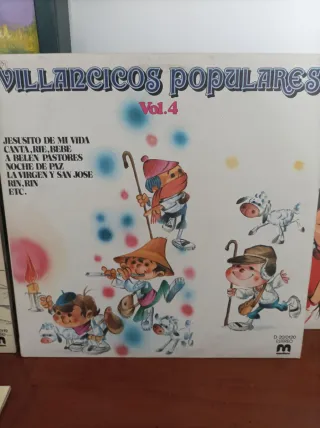 VILLANCICOS POPULARES
Vol.4
JESUSITO DE MI VIDA
CANTA, RIE, BEBE
A BELEN PASTORES
NOCHE DE PAZ
LA VIRGEN Y SAN JOSE
RIN, RIN
ETC.
STEREO
m